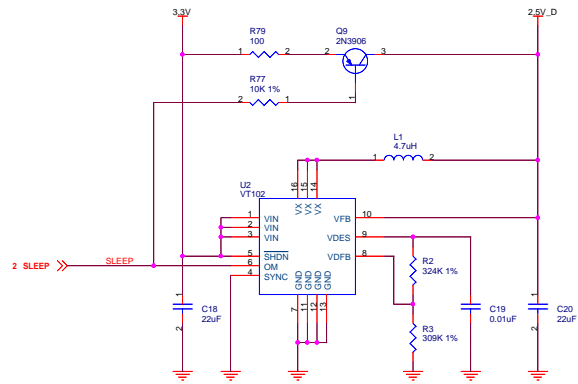 3.3V
2.5V_D
R79
100
Q9
2N3906
1
2
2
3
R77
10K 1%
2
1
1
L1
4.7uH
1
2
U2
VT102
16
15
14
VX
VX
VX
1
VIN
2
VIN
3
VIN
5
SHDN
6
OM
4
SYNC
VFB
10
VDES
9
VDFB
8
GND
GND
GND
GND
7
11
12
13
2 SLEEP
SLEEP
R2
324K 1%
R3
309K 1%
1
C18
22uF
2
1
C19
0.01uF
2
1
C20
22uF
2